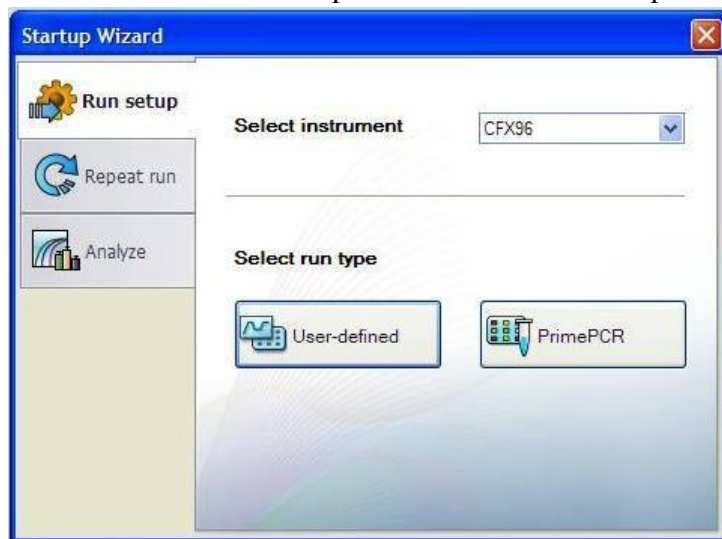 Startup Wizard
Run setup
Repeat run
Analyze
Select instrument
CFX96
Select run type
User-defined
PrimePCR